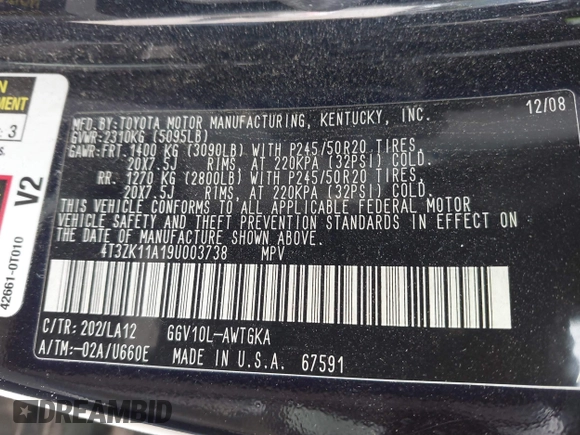 MFD. BY:TOYOTA MOTOR MANUFACTURING, KENTUCKY, INC. 12/08
GVWR:2310KG (5095LB)
GAWR:FRT. 1400 KG (3090LB) WITH P245/50R20 TIRES,
20X7.5J RIMS, AT 220KPA (32PSI) COLD.
RR. 1270 KG (2800LB) WITH P245/50R20 TIRES,
20X7.5J RIMS, AT 220KPA (32PSI) COLD.
THIS VEHICLE CONFORMS TO ALL APPLICABLE FEDERAL MOTOR
VEHICLE SAFETY AND THEFT PREVENTION STANDARDS IN EFFECT ON
THE DATE OF MANUFACTURE SHOWN ABOVE.
4T3ZK11A19U003738 MPV
C/TR: 202/LA12 GGV10L-AWTGKA
A/TM:-02A/U660E MADE IN U.S.A. 67591
3
V2
42661-0T010
DREAMBID